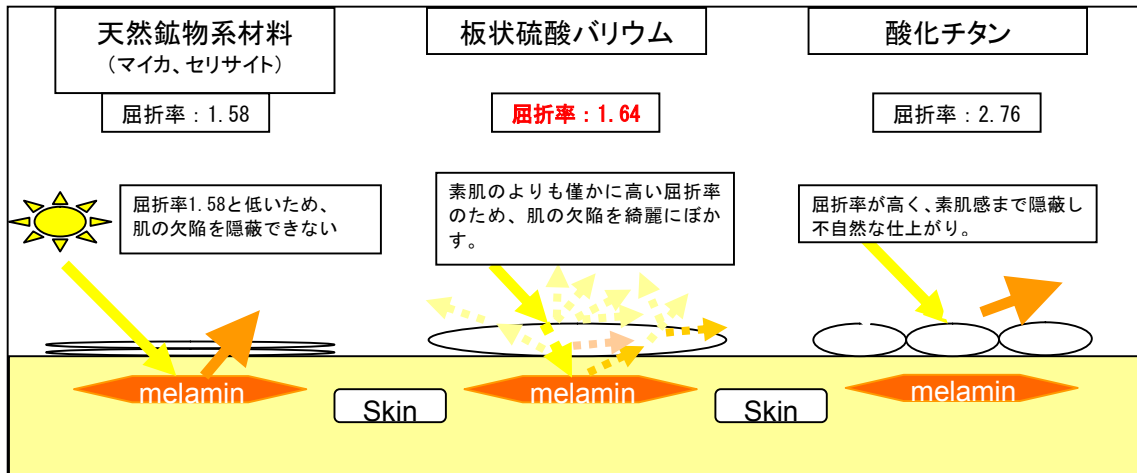 天然鉱物系材料
(マイカ、セリサイト)
屈折率：1.58
屈折率1.58と低いため、
肌の欠陥を隠蔽できない
板状硫酸バリウム
屈折率：1.64
素肌のよりも僅かに高い屈折率
のため、肌の欠陥を綺麗にぼか
す。
酸化チタン
屈折率：2.76
屈折率が高く、素肌感まで隠蔽し
不自然な仕上がり。
melamin
Skin
melamin
Skin
melamin